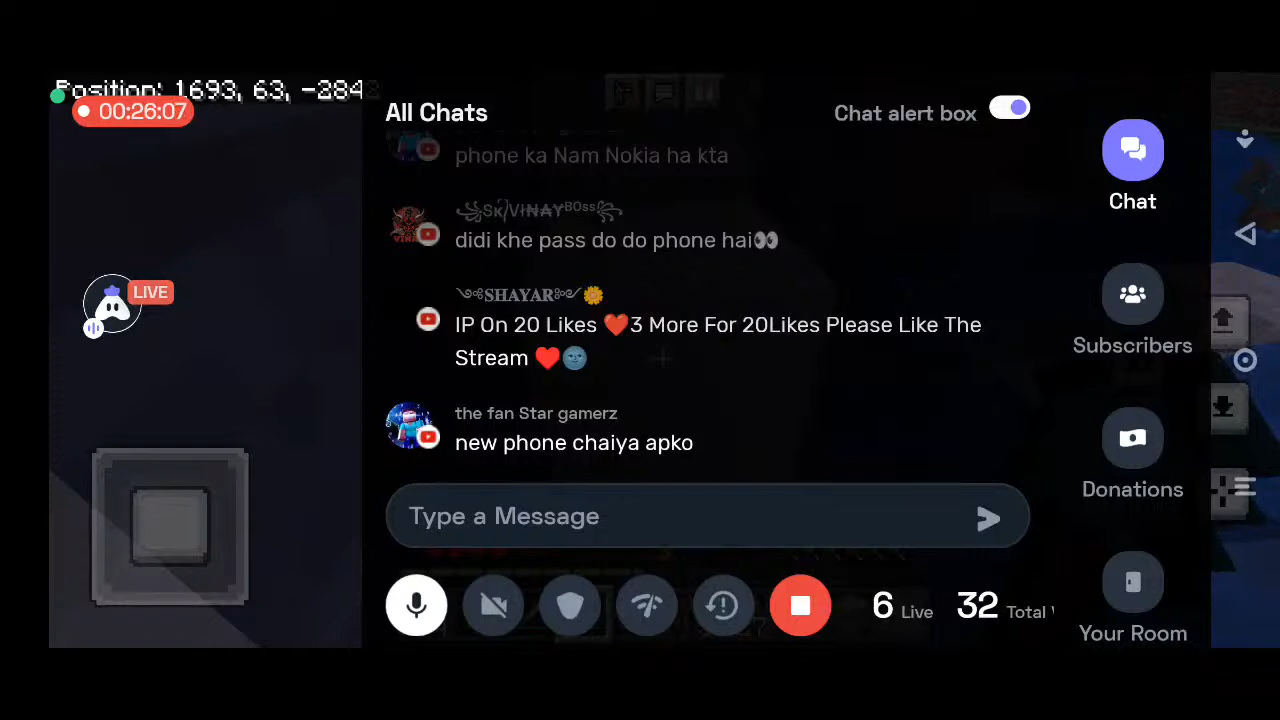 Position: 1693, 63, -284
00:26:07
All Chats
Chat alert box
phone ka Nam Nokia ha kta
didi khe pass do do phone hai👀
LIVE
༺SHAYAR༻🌼
IP On 20 Likes ❤️3 More For 20Likes Please Like The
Stream ❤️🌚
the fan Star gamerz
new phone chaiya apko
Type a Message
6 Live 32 Total
Chat
Subscribers
Donations
Your Room